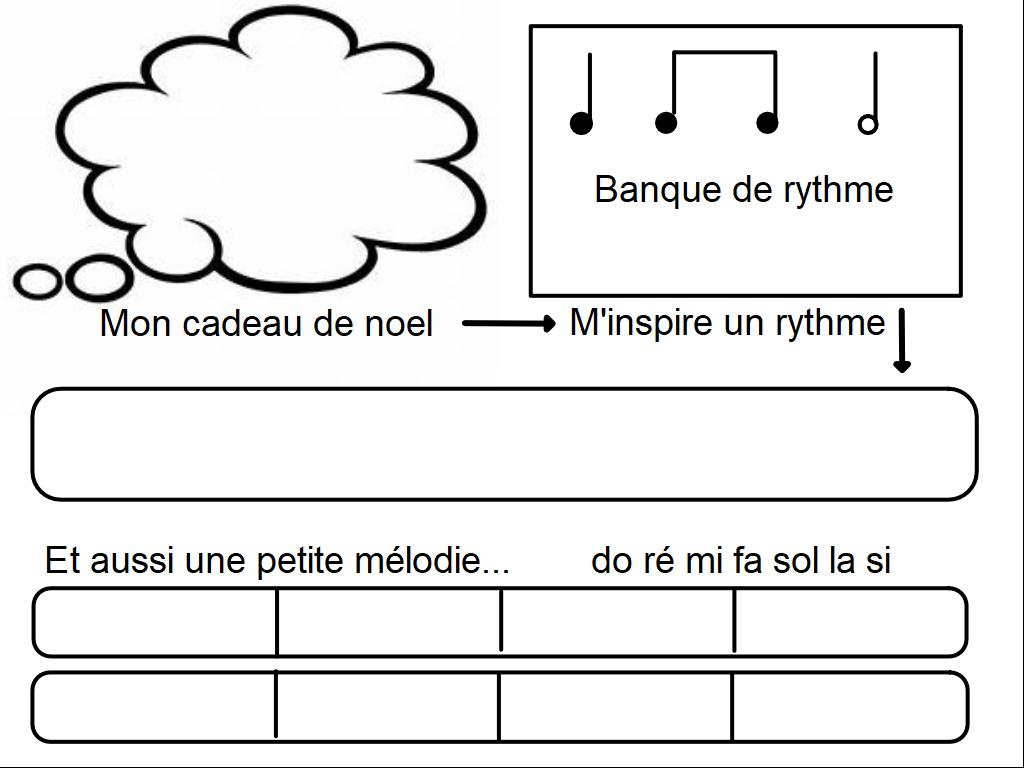 Banque de rythme
Mon cadeau de noel
M'inspire un rythme
Et aussi une petite mélodie...
do ré mi fa sol la si